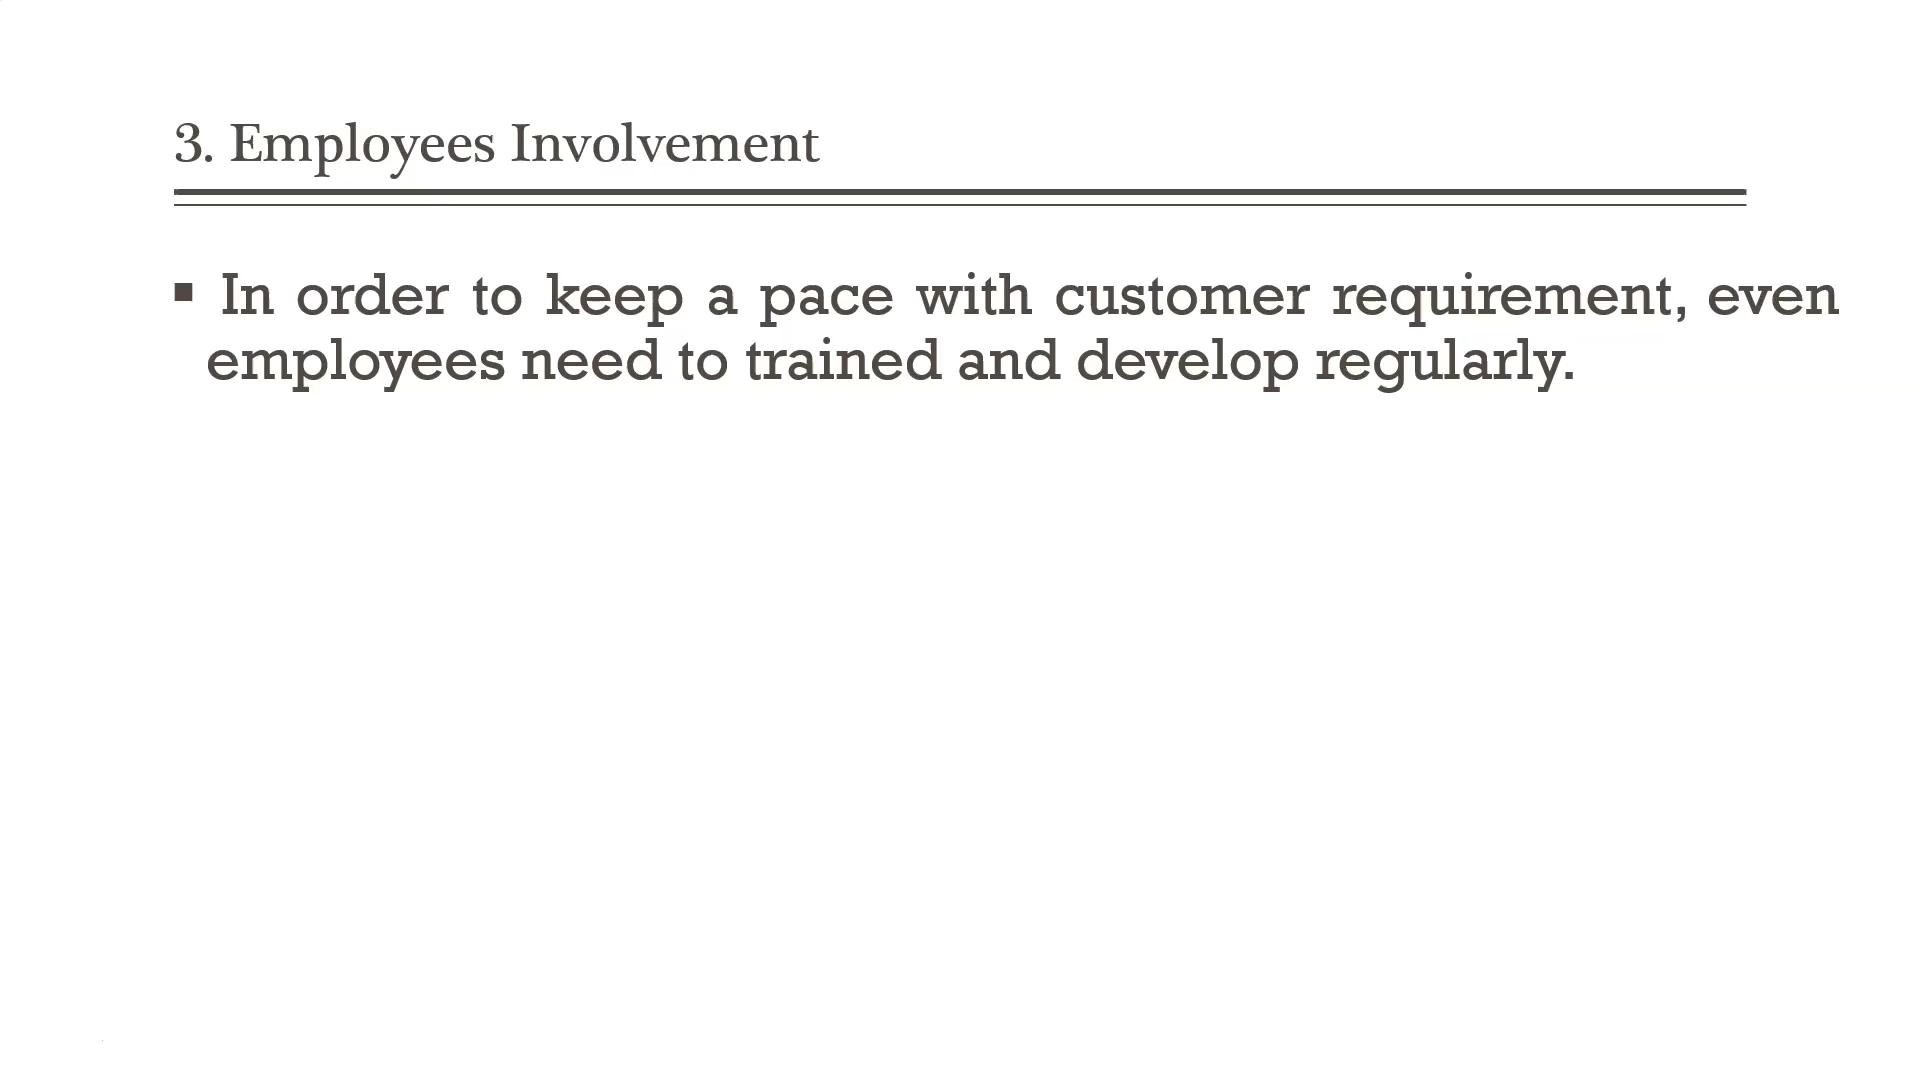 3. Employees Involvement
▪ In order to keep a pace with customer requirement, even
employees need to trained and develop regularly.